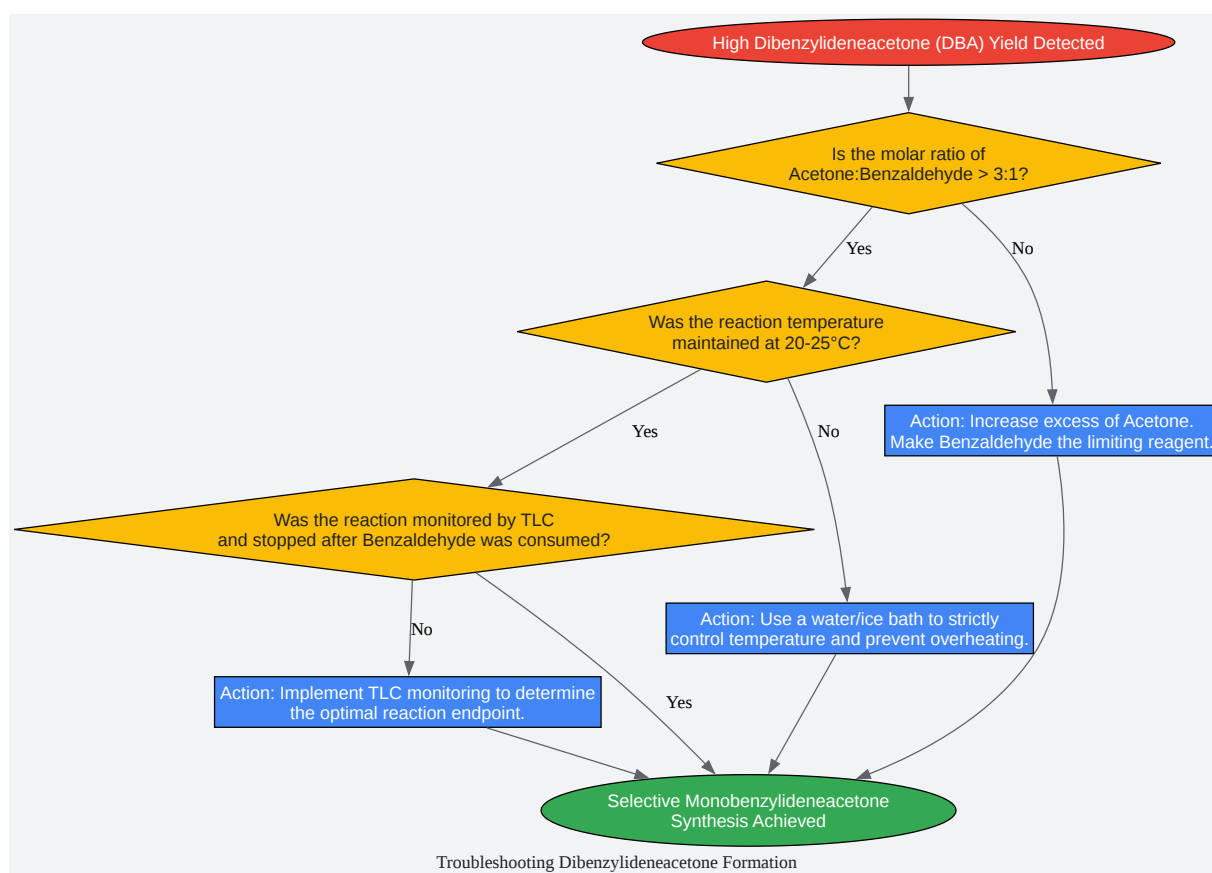 High Dibenzylideneacetone (DBA) Yield Detected
Is the molar ratio of
Acetone:Benzaldehyde > 3:1?
Yes
No
Was the reaction temperature
maintained at 20-25°C?
Action: Increase excess of Acetone.
Make Benzaldehyde the limiting reagent.
Yes
No
Was the reaction monitored by TLC
and stopped after Benzaldehyde was consumed?
Action: Use a water/ice bath to strictly
control temperature and prevent overheating.
No
Yes
Action: Implement TLC monitoring to determine
the optimal reaction endpoint.
Selective Monobenzylideneacetone
Synthesis Achieved
Troubleshooting Dibenzylideneacetone Formation